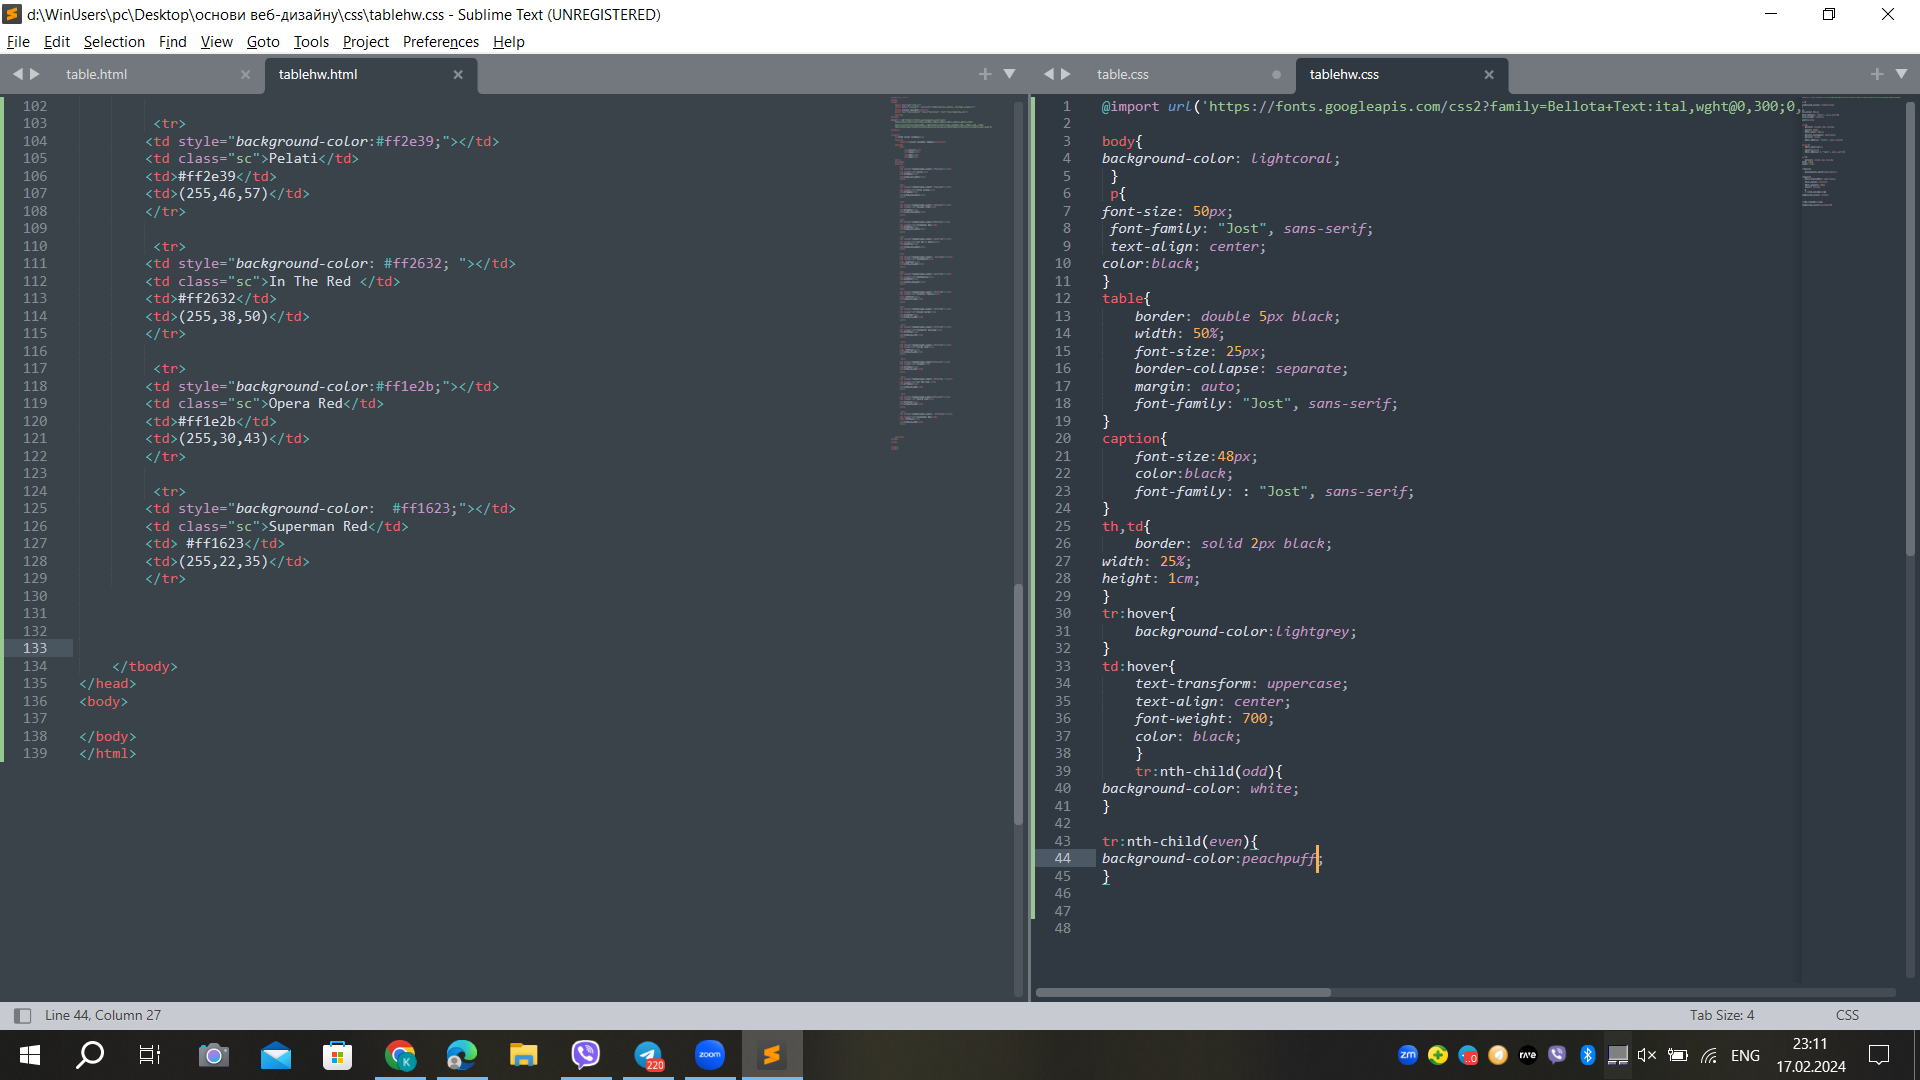 d:\WinUsers\pc\Desktop\основи веб-дизайну\css\tablehw.css - Sublime Text (UNREGISTERED)
File Edit Selection Find View Goto Tools Project Preferences Help
table.html
tablehw.html
table.css
tablehw.css
102
103 <tr>
104 <td style="background-color:#ff2e39;"></td>
105 <td class="sc">Pelati</td>
106 <td>#ff2e39</td>
107 <td>(255,46,57)</td>
108 </tr>
109
110 <tr>
111 <td style="background-color: #ff2632; "></td>
112 <td class="sc">In The Red </td>
113 <td>#ff2632</td>
114 <td>(255,38,50)</td>
115 </tr>
116
117 <tr>
118 <td style="background-color:#ff1e2b;"></td>
119 <td class="sc">Opera Red</td>
120 <td>#ff1e2b</td>
121 <td>(255,30,43)</td>
122 </tr>
123
124 <tr>
125 <td style="background-color:  #ff1623;"></td>
126 <td class="sc">Superman Red</td>
127 <td> #ff1623</td>
128 <td>(255,22,35)</td>
129 </tr>
130
131
132
133
134 </tbody>
135 </head>
136 <body>
137
138 </body>
139 </html>
1 @import url('https://fonts.googleapis.com/css2?family=Bellota+Text:ital,wght@0,300;0,
2
3 body{
4 background-color: lightcoral;
5 }
6 p{
7 font-size: 50px;
8 font-family: "Jost", sans-serif;
9 text-align: center;
10 color:black;
11 }
12 table{
13 border: double 5px black;
14 width: 50%;
15 font-size: 25px;
16 border-collapse: separate;
17 margin: auto;
18 font-family: "Jost", sans-serif;
19 }
20 caption{
21 font-size:48px;
22 color:black;
23 font-family: : "Jost", sans-serif;
24 }
25 th,td{
26 border: solid 2px black;
27 width: 25%;
28 height: 1cm;
29 }
30 tr:hover{
31 background-color:lightgrey;
32 }
33 td:hover{
34 text-transform: uppercase;
35 text-align: center;
36 font-weight: 700;
37 color: black;
38 }
39 tr:nth-child(odd){
40 background-color: white;
41 }
42
43 tr:nth-child(even){
44 background-color:peachpuff;
45 }
46
47
48
Line 44, Column 27
Tab Size: 4
CSS
K
220
zoom
zm
ENG
23:11
17.02.2024